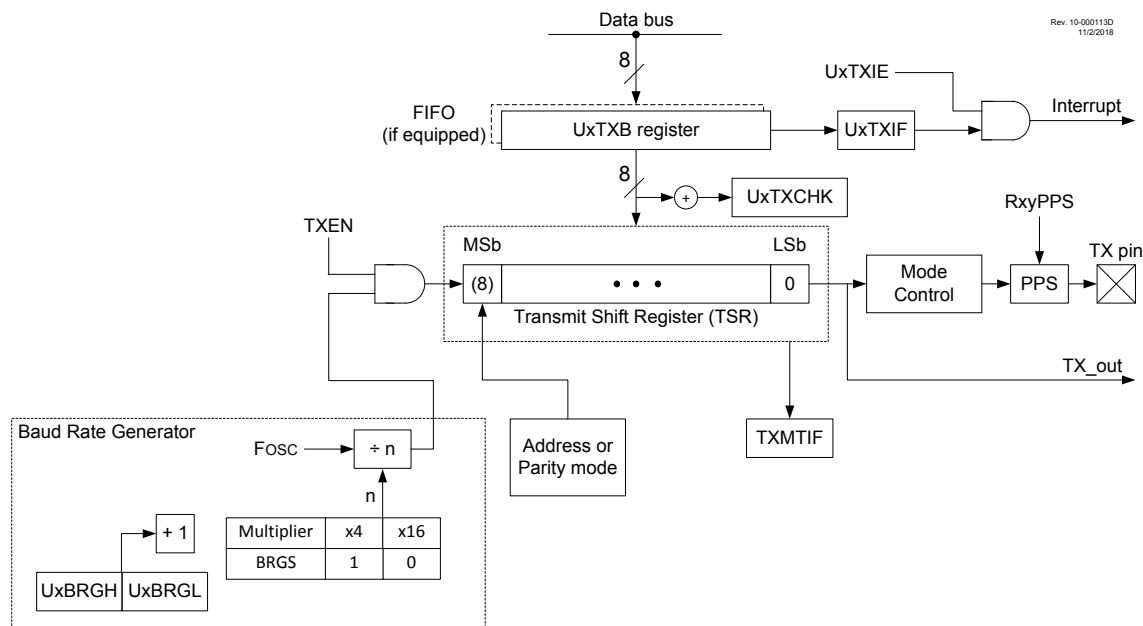 Data bus
Rev. 10-000113D
11/2/2018
8
UxTXIE
FIFO
(if equipped)
UxTXB register
UxTXIF
Interrupt
8
+
UxTXCHK
TXEN
MSb
LSb
RxyPPS
TX pin
(8)
• • •
0
Mode
Control
PPS
Transmit Shift Register (TSR)
TX_out
Baud Rate Generator
FOSC
÷ n
Address or
Parity mode
TXMTIF
n
+ 1
Multiplier x4 x16
BRGS 1 0
UxBRGH UxBRGL